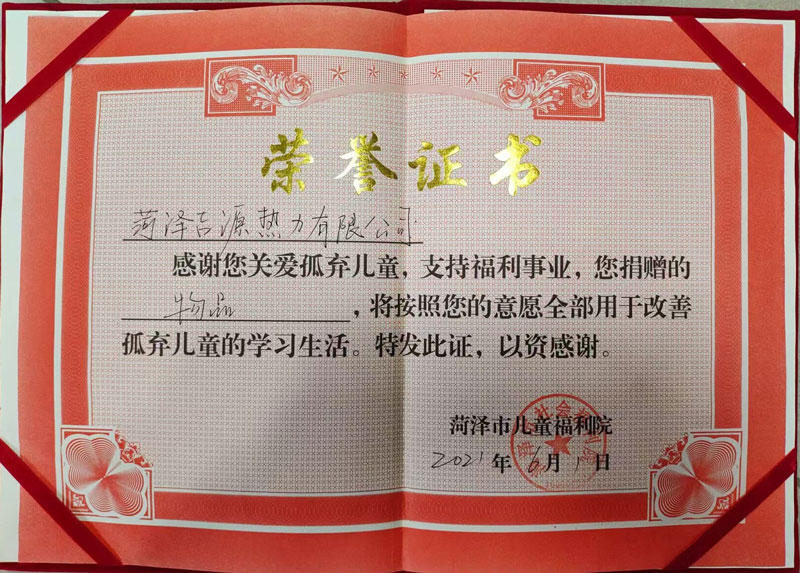 荣誉证书
菏泽吉源热力有限公司
感谢您关爱孤弃儿童，支持福利事业，您捐赠的
物品，将按照您的意愿全部用于改善
孤弃儿童的学习生活。特发此证，以资感谢。
菏泽市儿童福利院
2021年6月1日